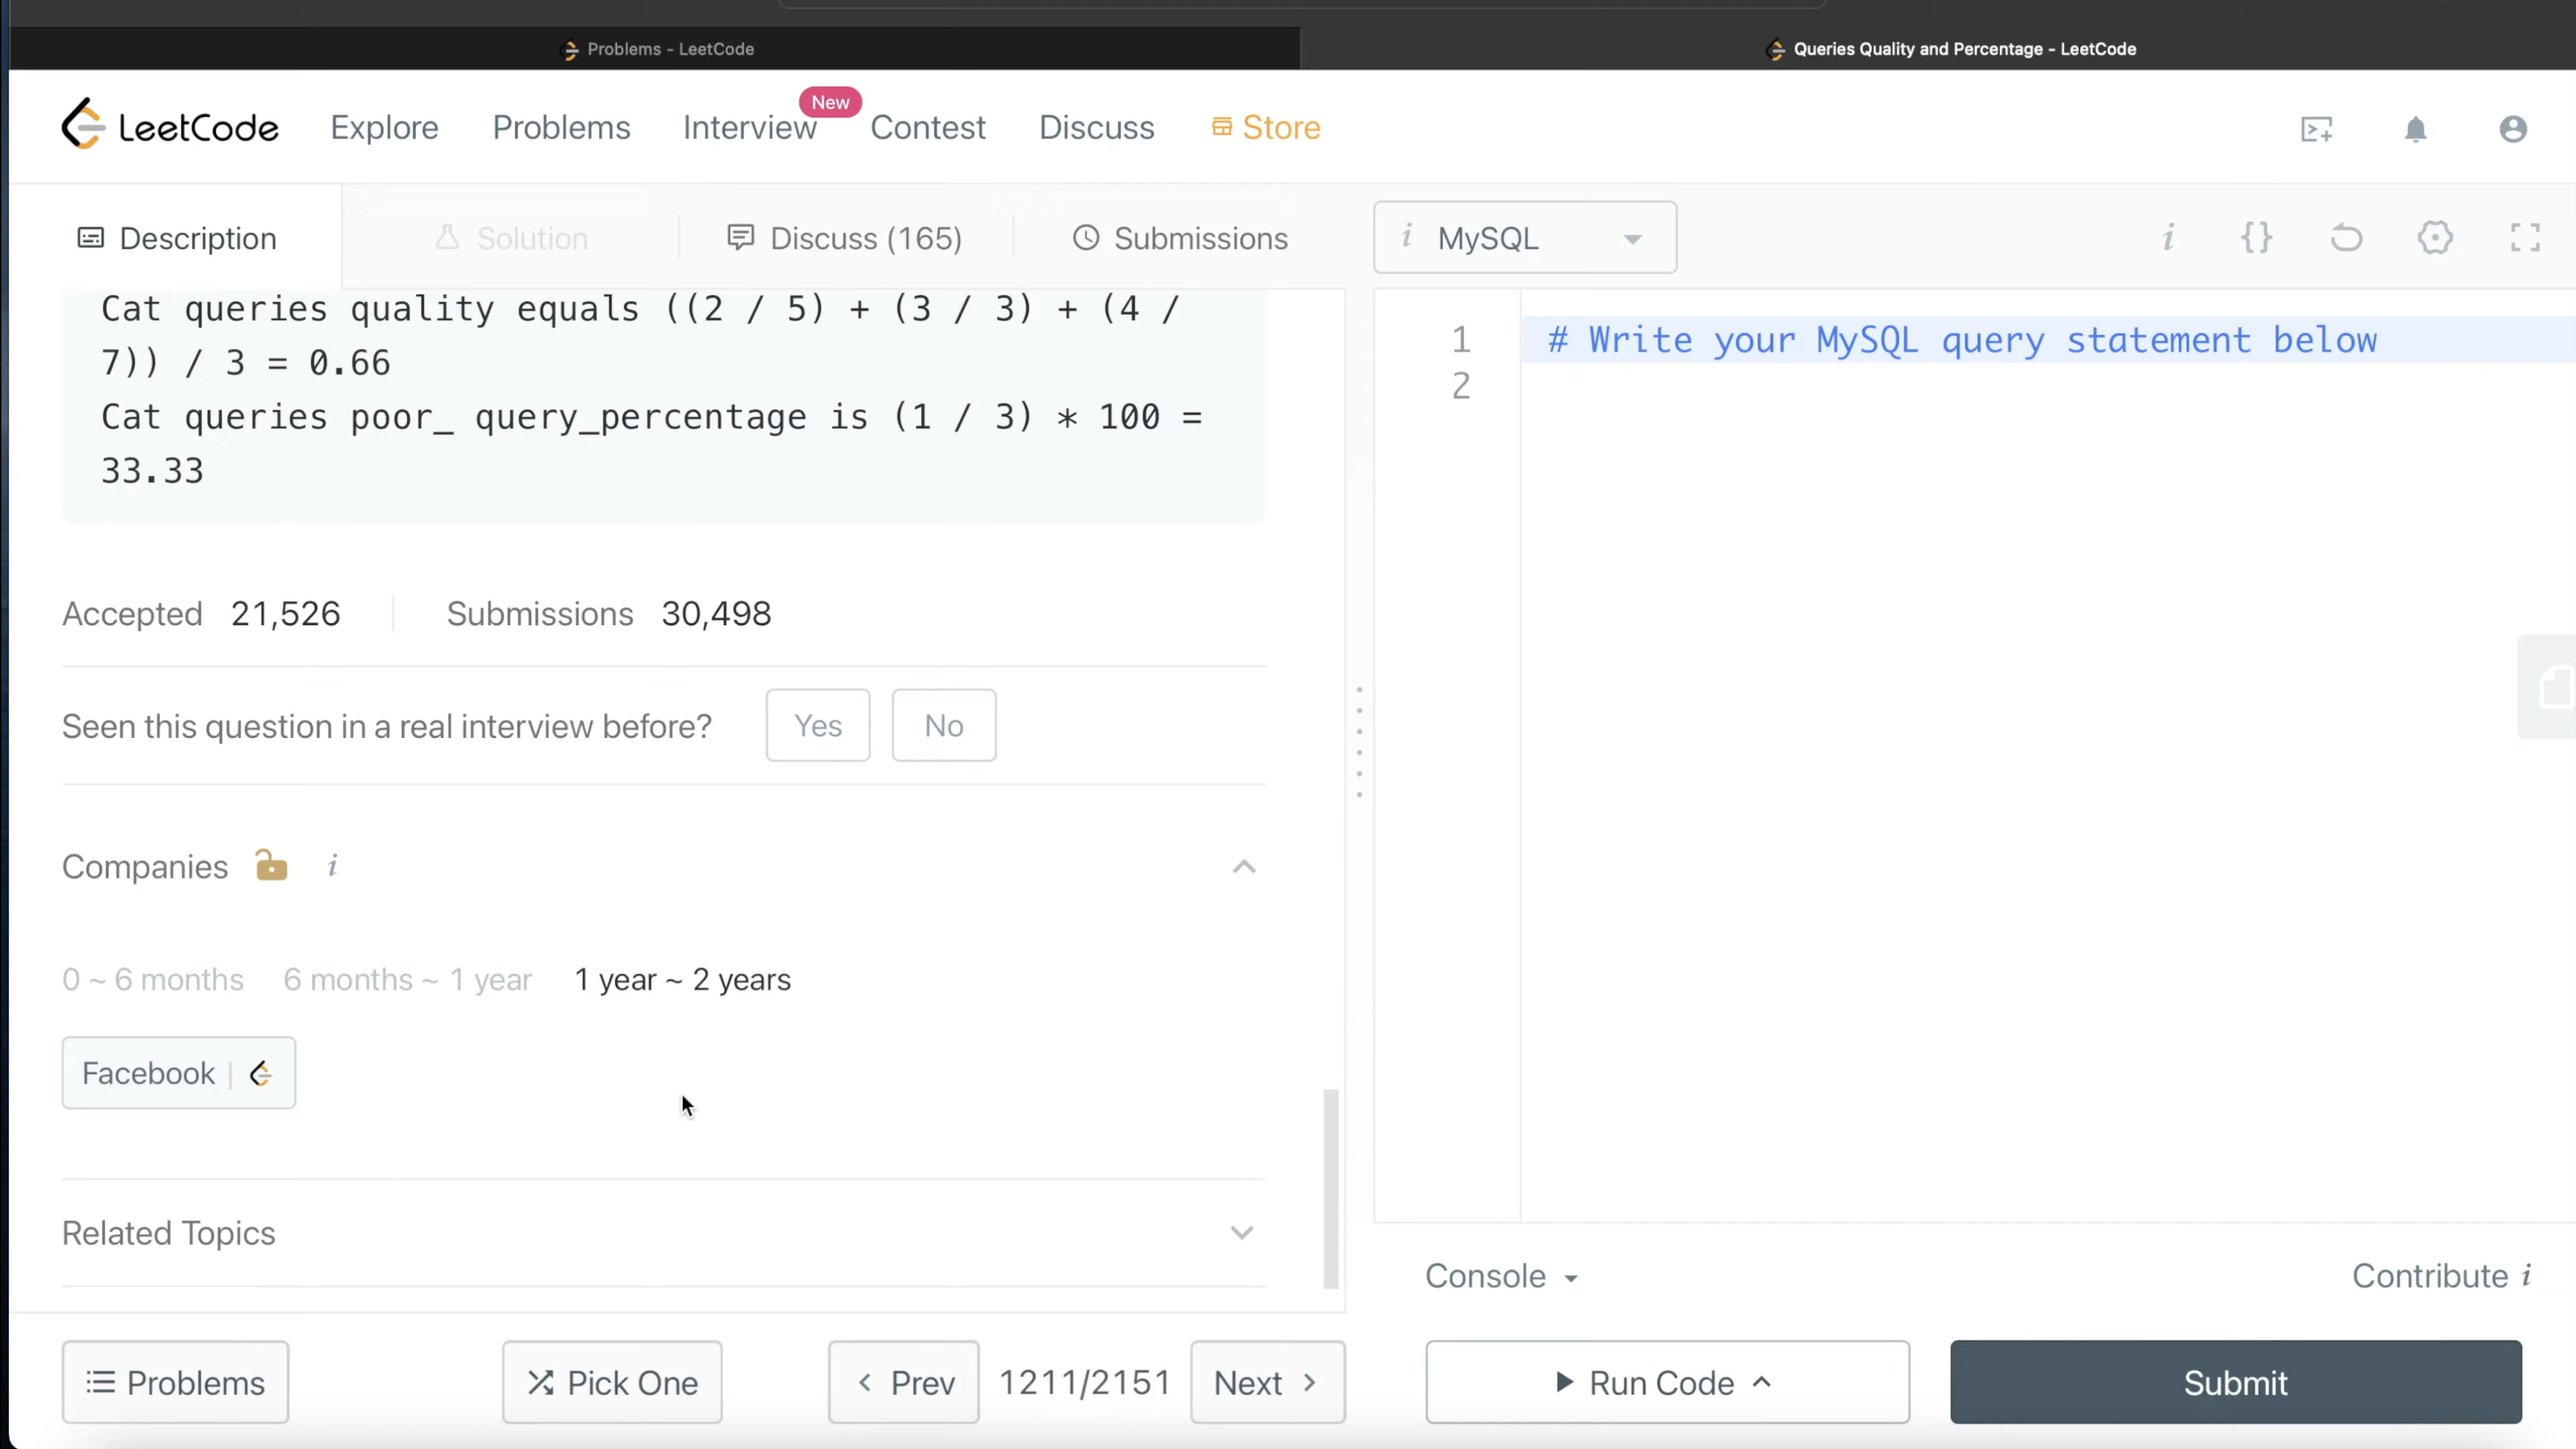 Problems - LeetCode
Queries Quality and Percentage - LeetCode
LeetCode
Explore
Problems
Interview
New
Contest
Discuss
Store
Description
Solution
Discuss (165)
Submissions
i MySQL
i {}
Cat queries quality equals ((2 / 5) + (3 / 3) + (4 /
7)) / 3 = 0.66
Cat queries poor_ query_percentage is (1 / 3) * 100 =
33.33
Accepted 21,526
Submissions 30,498
Seen this question in a real interview before?
Yes
No
Companies i
0 ~ 6 months
6 months ~ 1 year
1 year ~ 2 years
Facebook
Related Topics
Problems
Pick One
Prev
1211/2151
Next
1 # Write your MySQL query statement below
2
Console
Contribute i
Run Code
Submit